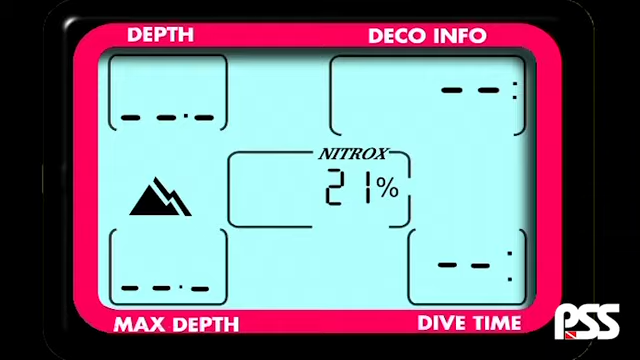 DEPTH
DECO INFO
-- -- . --
-- -- :
NITROX
21%
-- -- . --
-- -- :
MAX DEPTH
DIVE TIME
PSS